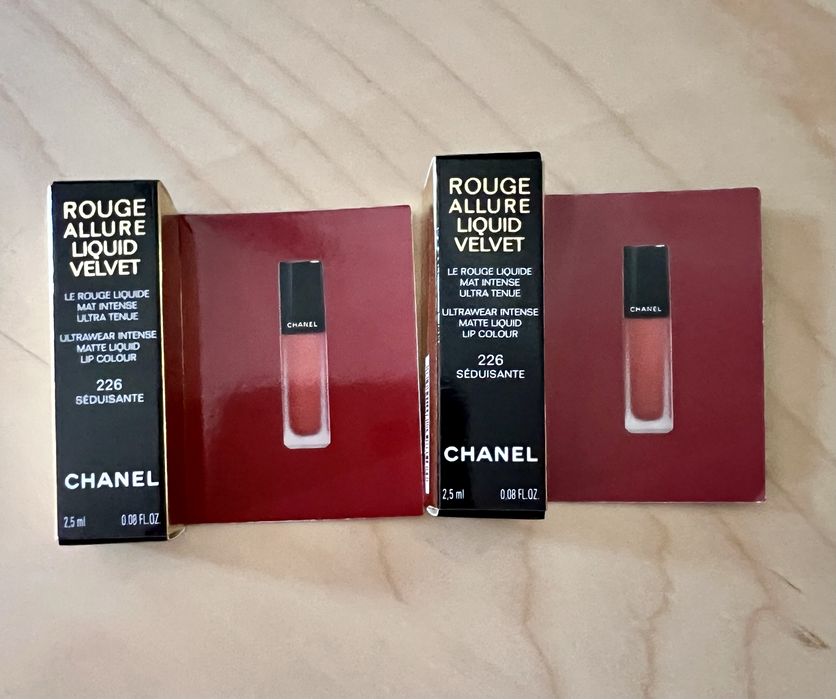 ROUGE
ALLURE
LIQUID
VELVET
LE ROUGE LIQUIDE
MAT INTENSE
ULTRA TENUE
ULTRAWEAR INTENSE
MATTE LIQUID
LIP COLOUR
226
SÉDUISANTE
CHANEL
2,5 ml 0.08 FL.OZ.
CHANEL
ROUGE
ALLURE
LIQUID
VELVET
LE ROUGE LIQUIDE
MAT INTENSE
ULTRA TENUE
ULTRAWEAR INTENSE
MATTE LIQUID
LIP COLOUR
226
SÉDUISANTE
CHANEL
2,5 ml 0.08 FL.OZ.
CHANEL